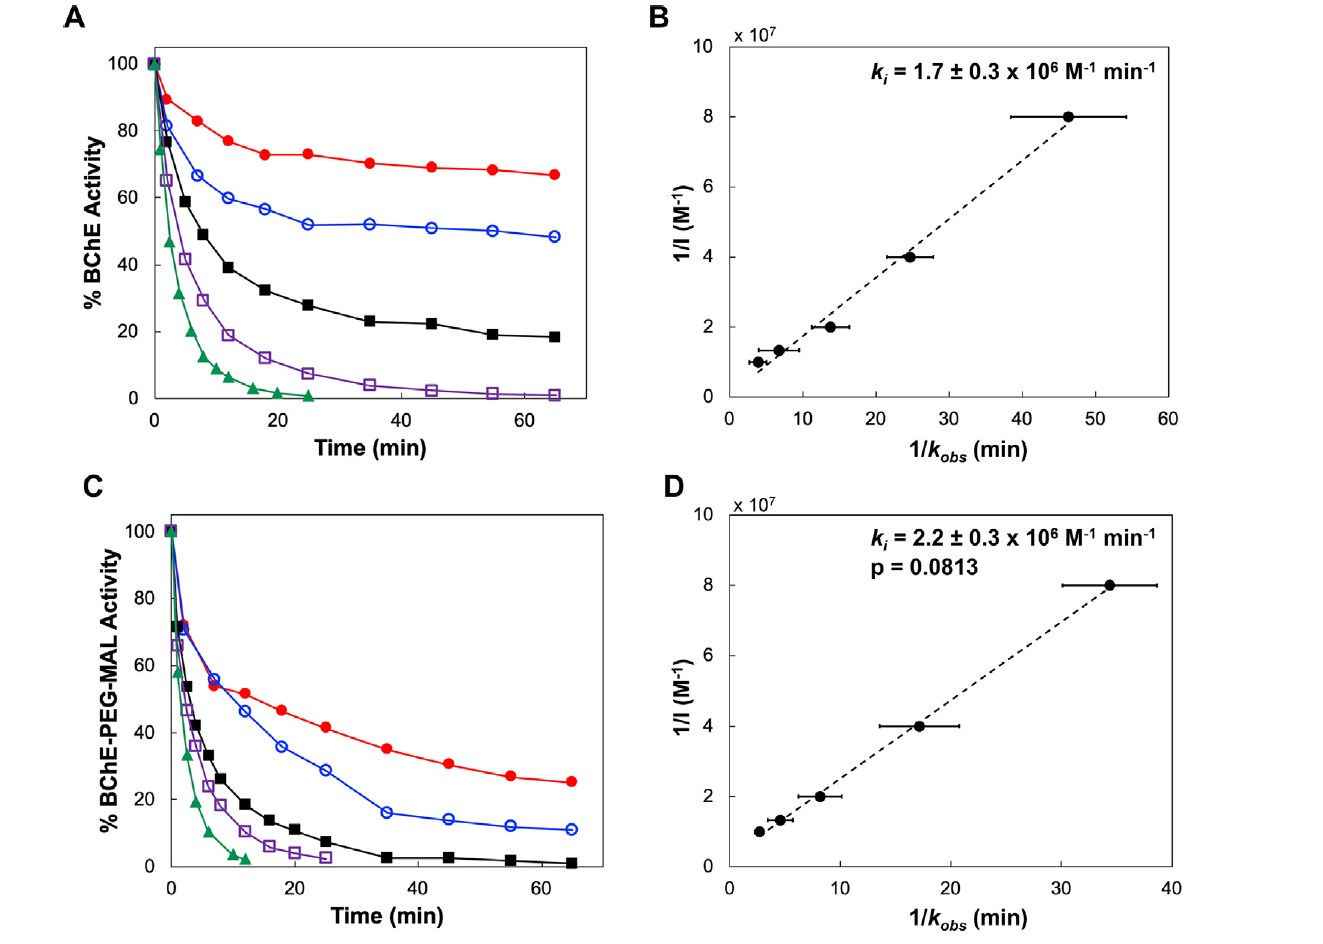 A
% BChE Activity
100
80
60
40
20
0
0 20 40 60
Time (min)
B
x 10⁷
kᵢ = 1.7 ± 0.3 x 10⁶ M⁻¹ min⁻¹
1/I (M⁻¹)
10
8
6
4
2
0
0 10 20 30 40 50 60
1/kobs (min)
C
% BChE-PEG-MAL Activity
100
80
60
40
20
0
0 20 40 60
Time (min)
D
x 10⁷
kᵢ = 2.2 ± 0.3 x 10⁶ M⁻¹ min⁻¹
p = 0.0813
1/I (M⁻¹)
10
8
6
4
2
0
0 10 20 30 40
1/kobs (min)